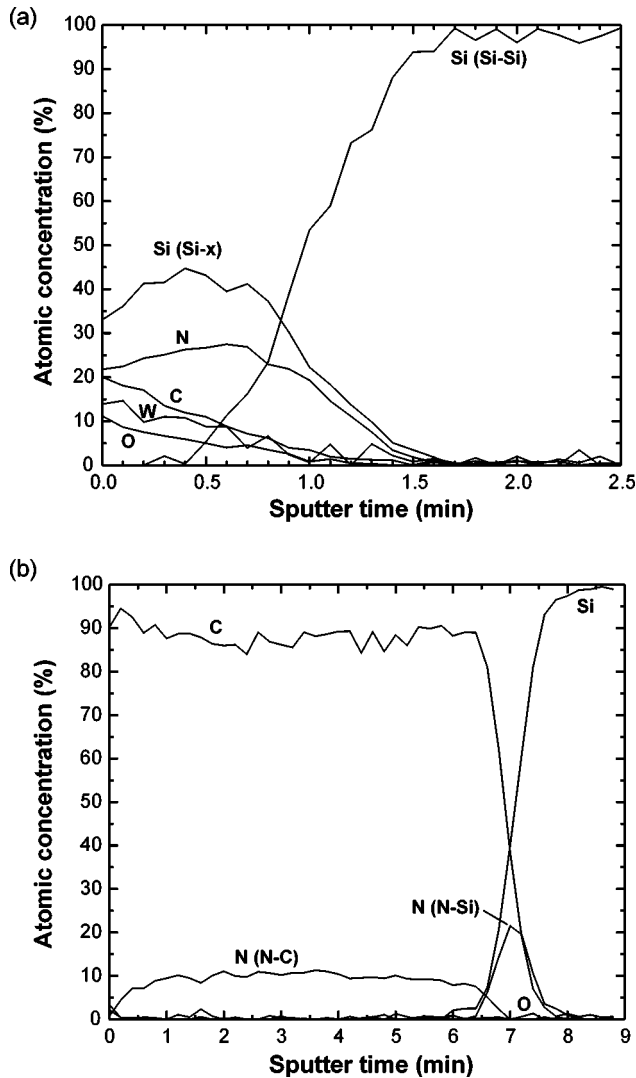 (a)
100
90
80
70
60
50
40
30
20
10
0
Atomic concentration (%)
Si (Si-Si)
Si (Si-x)
N
C
W
O
0.0 0.5 1.0 1.5 2.0 2.5
Sputter time (min)
(b)
100
90
80
70
60
50
40
30
20
10
0
Atomic concentration (%)
C
Si
N (N-Si)
N (N-C)
O
0 1 2 3 4 5 6 7 8 9
Sputter time (min)